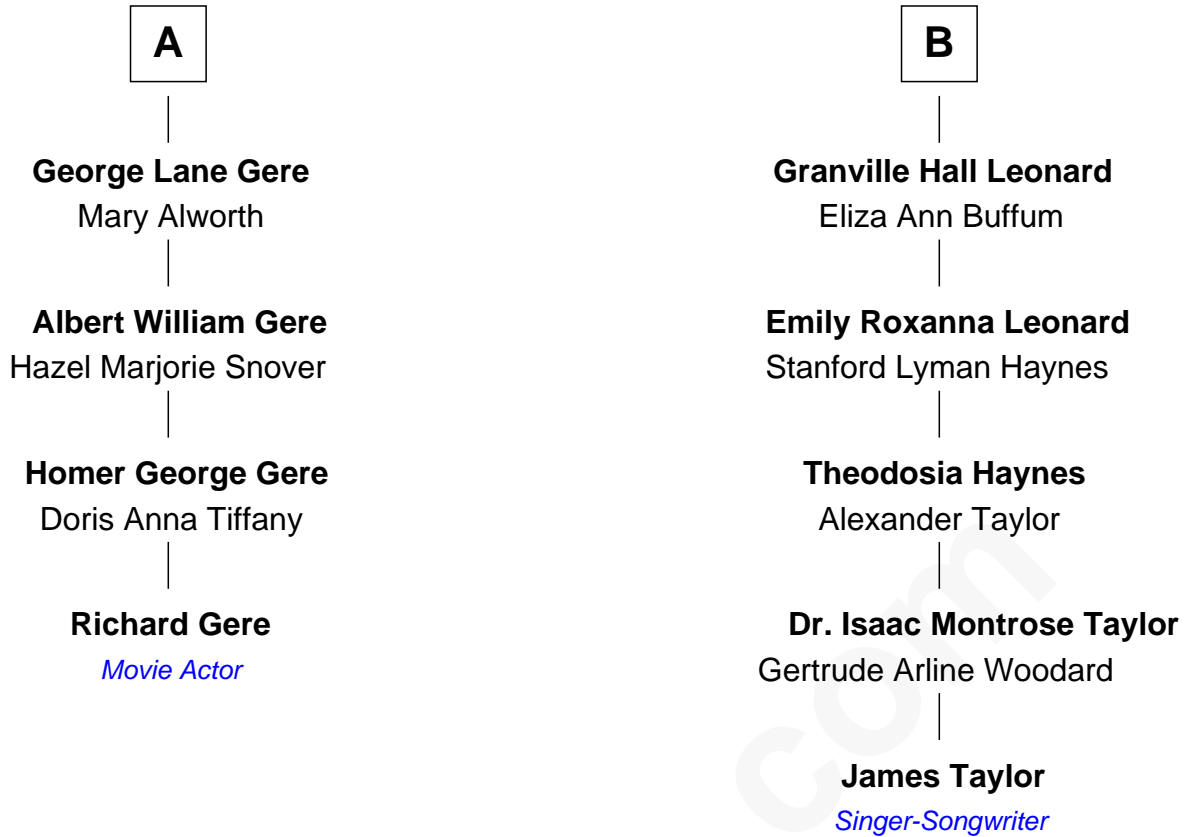 A
George Lane Gere
Mary Alworth
Albert William Gere
Hazel Marjorie Snover
Homer George Gere
Doris Anna Tiffany
Richard Gere
Movie Actor
B
Granville Hall Leonard
Eliza Ann Buffum
Emily Roxanna Leonard
Stanford Lyman Haynes
Theodosia Haynes
Alexander Taylor
Dr. Isaac Montrose Taylor
Gertrude Arline Woodard
James Taylor
Singer-Songwriter
com